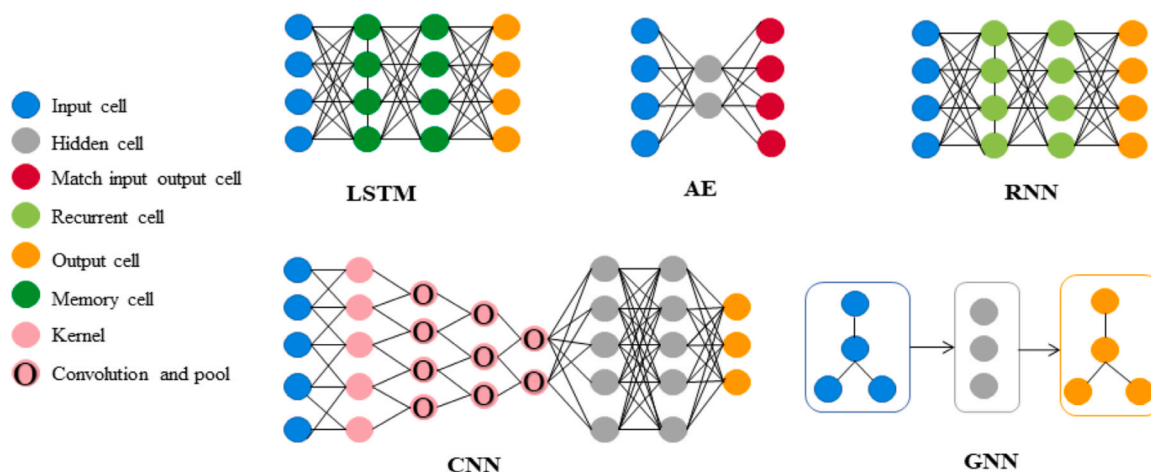 Input cell
Hidden cell
Match input output cell
Recurrent cell
Output cell
Memory cell
Kernel
O Convolution and pool
LSTM
AE
RNN
O
O O
O O
O O
O O
CNN
GNN